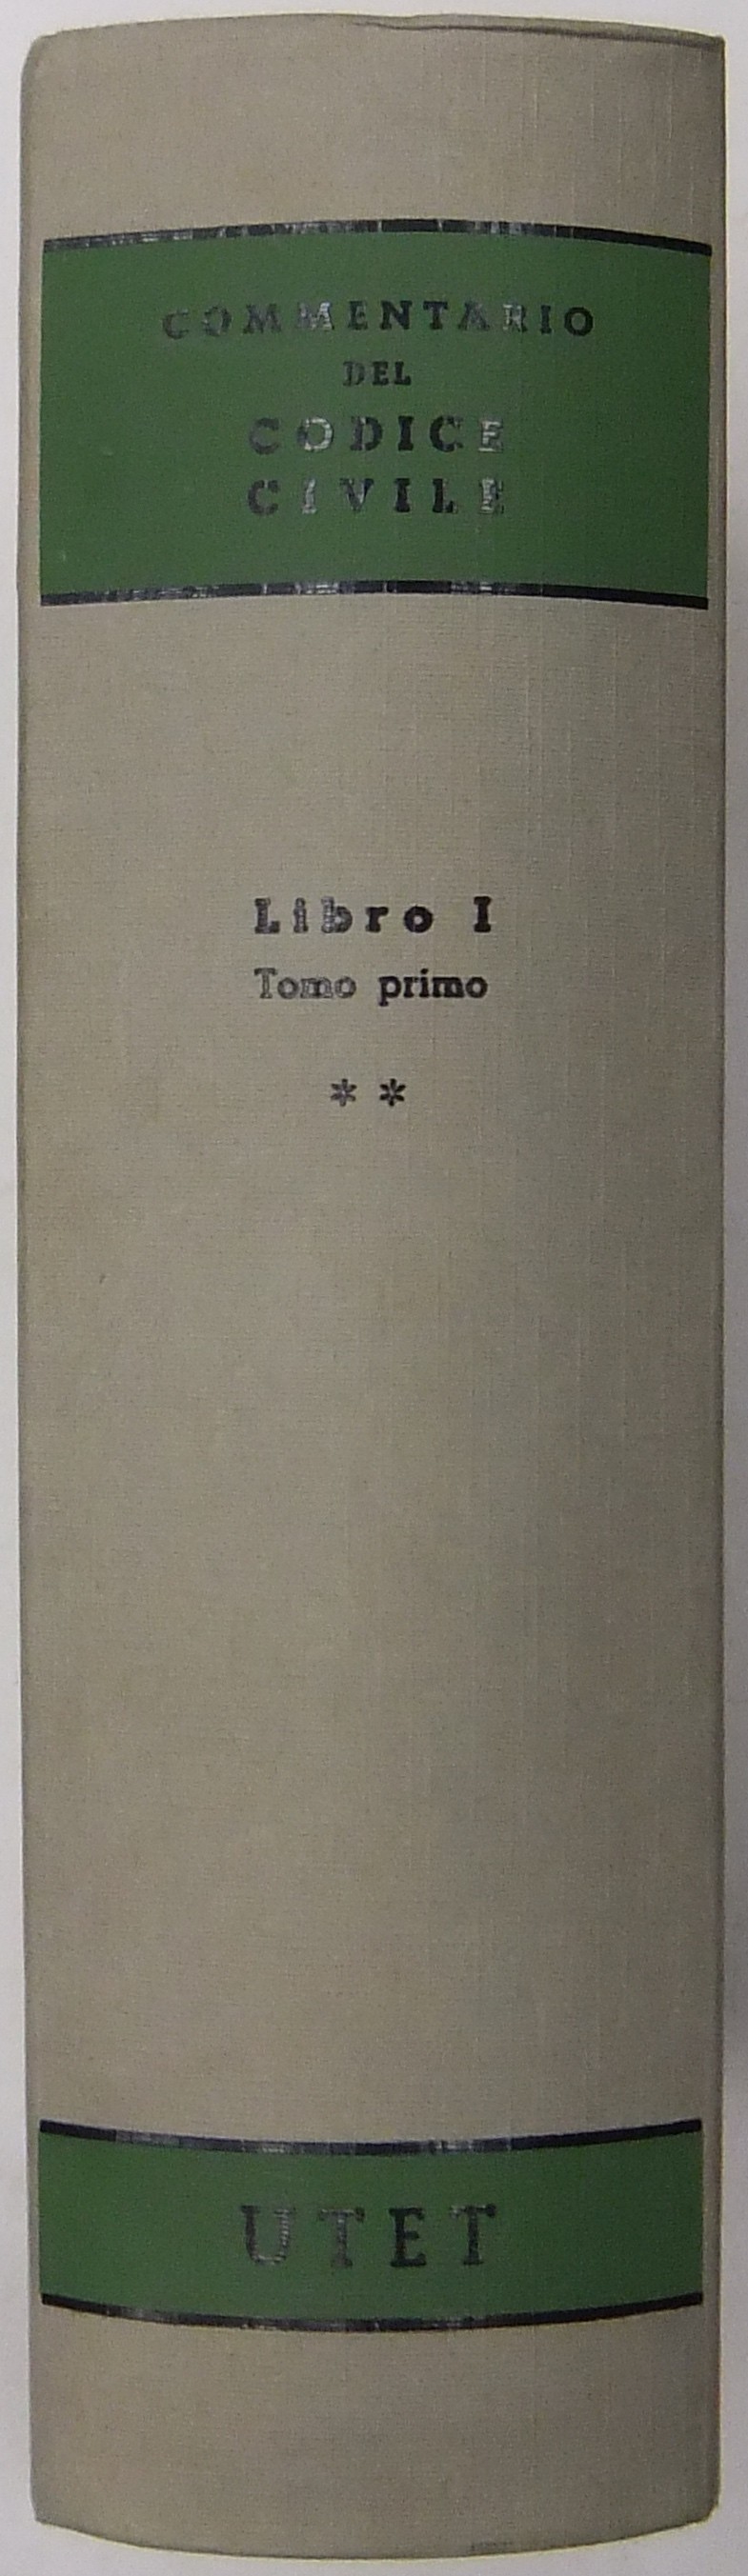 COMMENTARIO
DEL
CODICE
CIVILE
Libro I
Tomo primo
* *
UTET